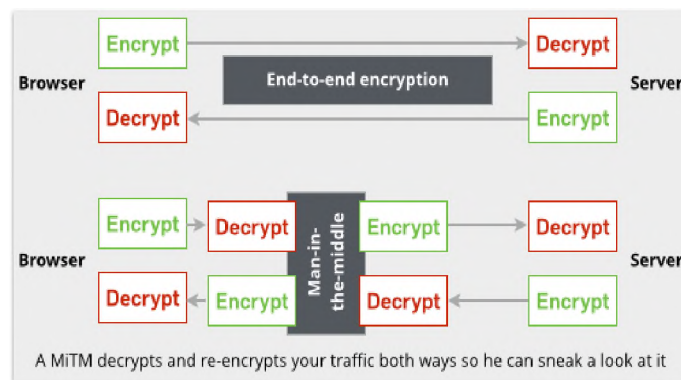 Encrypt
Decrypt
Browser
End-to-end encryption
Server
Decrypt
Encrypt
Encrypt
Decrypt
Man-in-
the-middle
Encrypt
Decrypt
Browser
Server
Decrypt
Encrypt
Decrypt
Encrypt
A MiTM decrypts and re-encrypts your traffic both ways so he can sneak a look at it